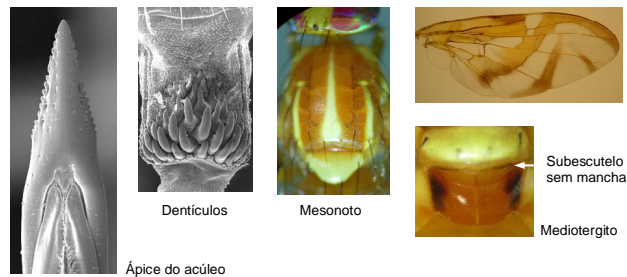 Dentículos
Mesonoto
Subescutelo
sem mancha
Mediotergito
Ápice do acúleo